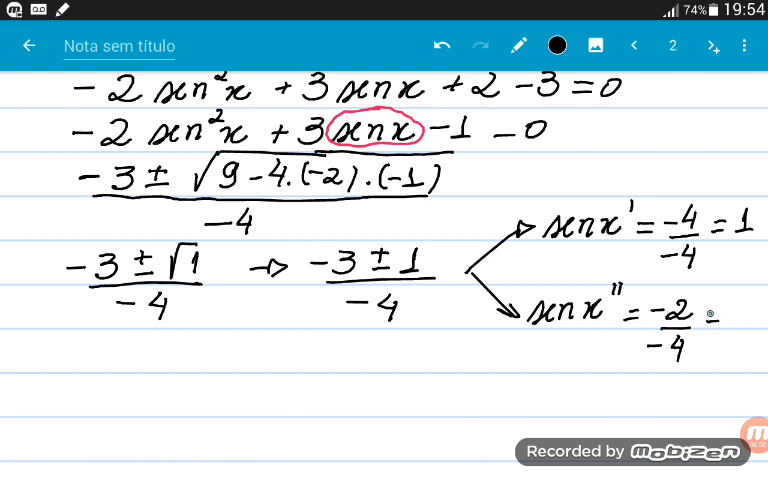 74% 19:54
Nota sem título 2
- 2 sen²x + 3 senx + 2 - 3 = 0
- 2 sen²x + 3 senx - 1 - 0
- 3 ± √9 - 4.(-2).(-1)
- 4
senx' = -4/-4 = 1
- 3 ± √1 / - 4 -▷ - 3 ± 1 / - 4
senx'' = -2/-4 =
Recorded by mobizen